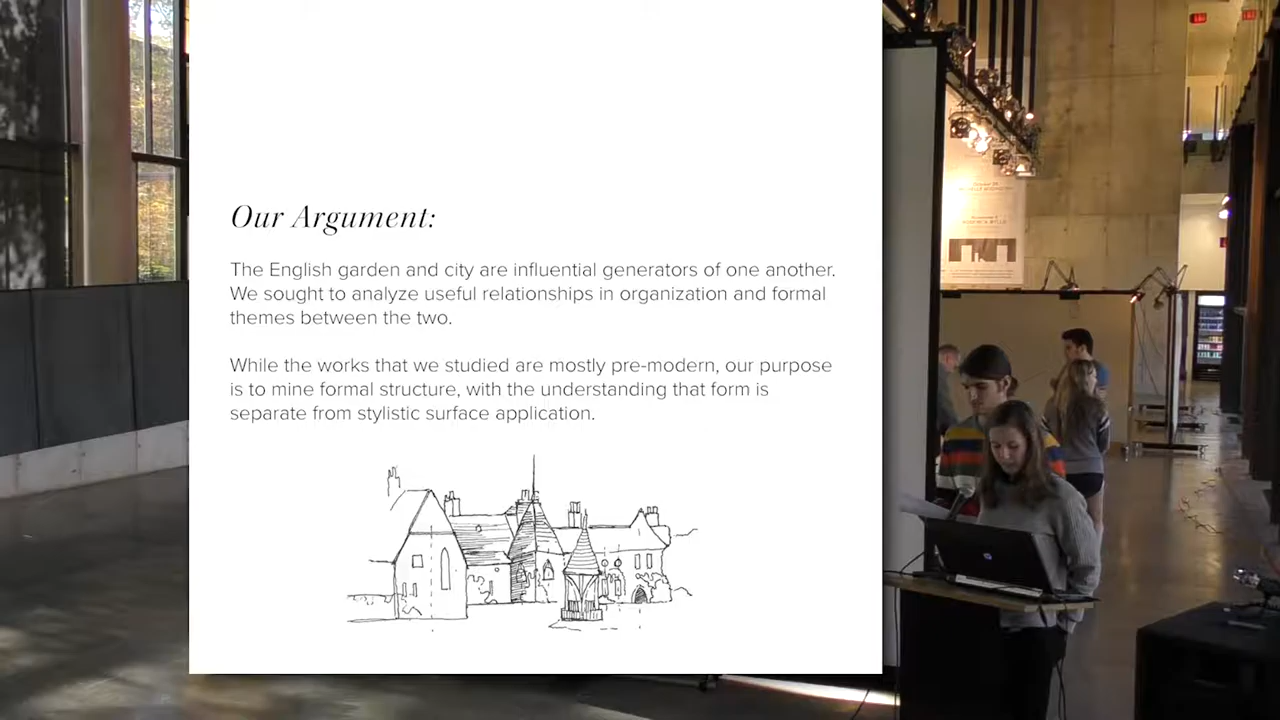 Our Argument:
The English garden and city are influential generators of one another.
We sought to analyze useful relationships in organization and formal
themes between the two.
While the works that we studied are mostly pre-modern, our purpose
is to mine formal structure, with the understanding that form is
separate from stylistic surface application.